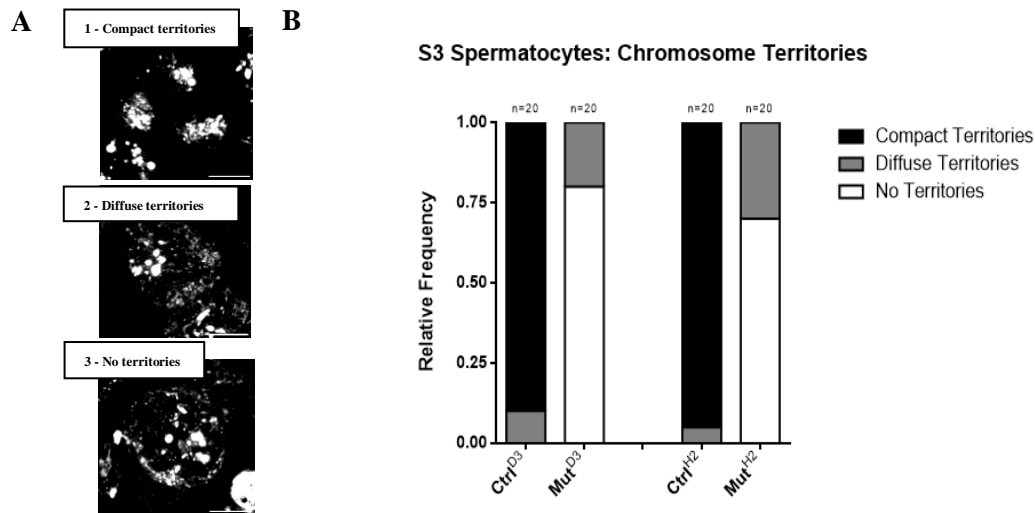 A
1 - Compact territories
2 - Diffuse territories
3 - No territories
B
S3 Spermatocytes: Chromosome Territories
n=20 n=20 n=20 n=20
1.00
0.75
0.50
0.25
0.00
Relative Frequency
Ctrl^D3 Mut^D3 Ctrl^H2 Mut^H2
Compact Territories
Diffuse Territories
No Territories